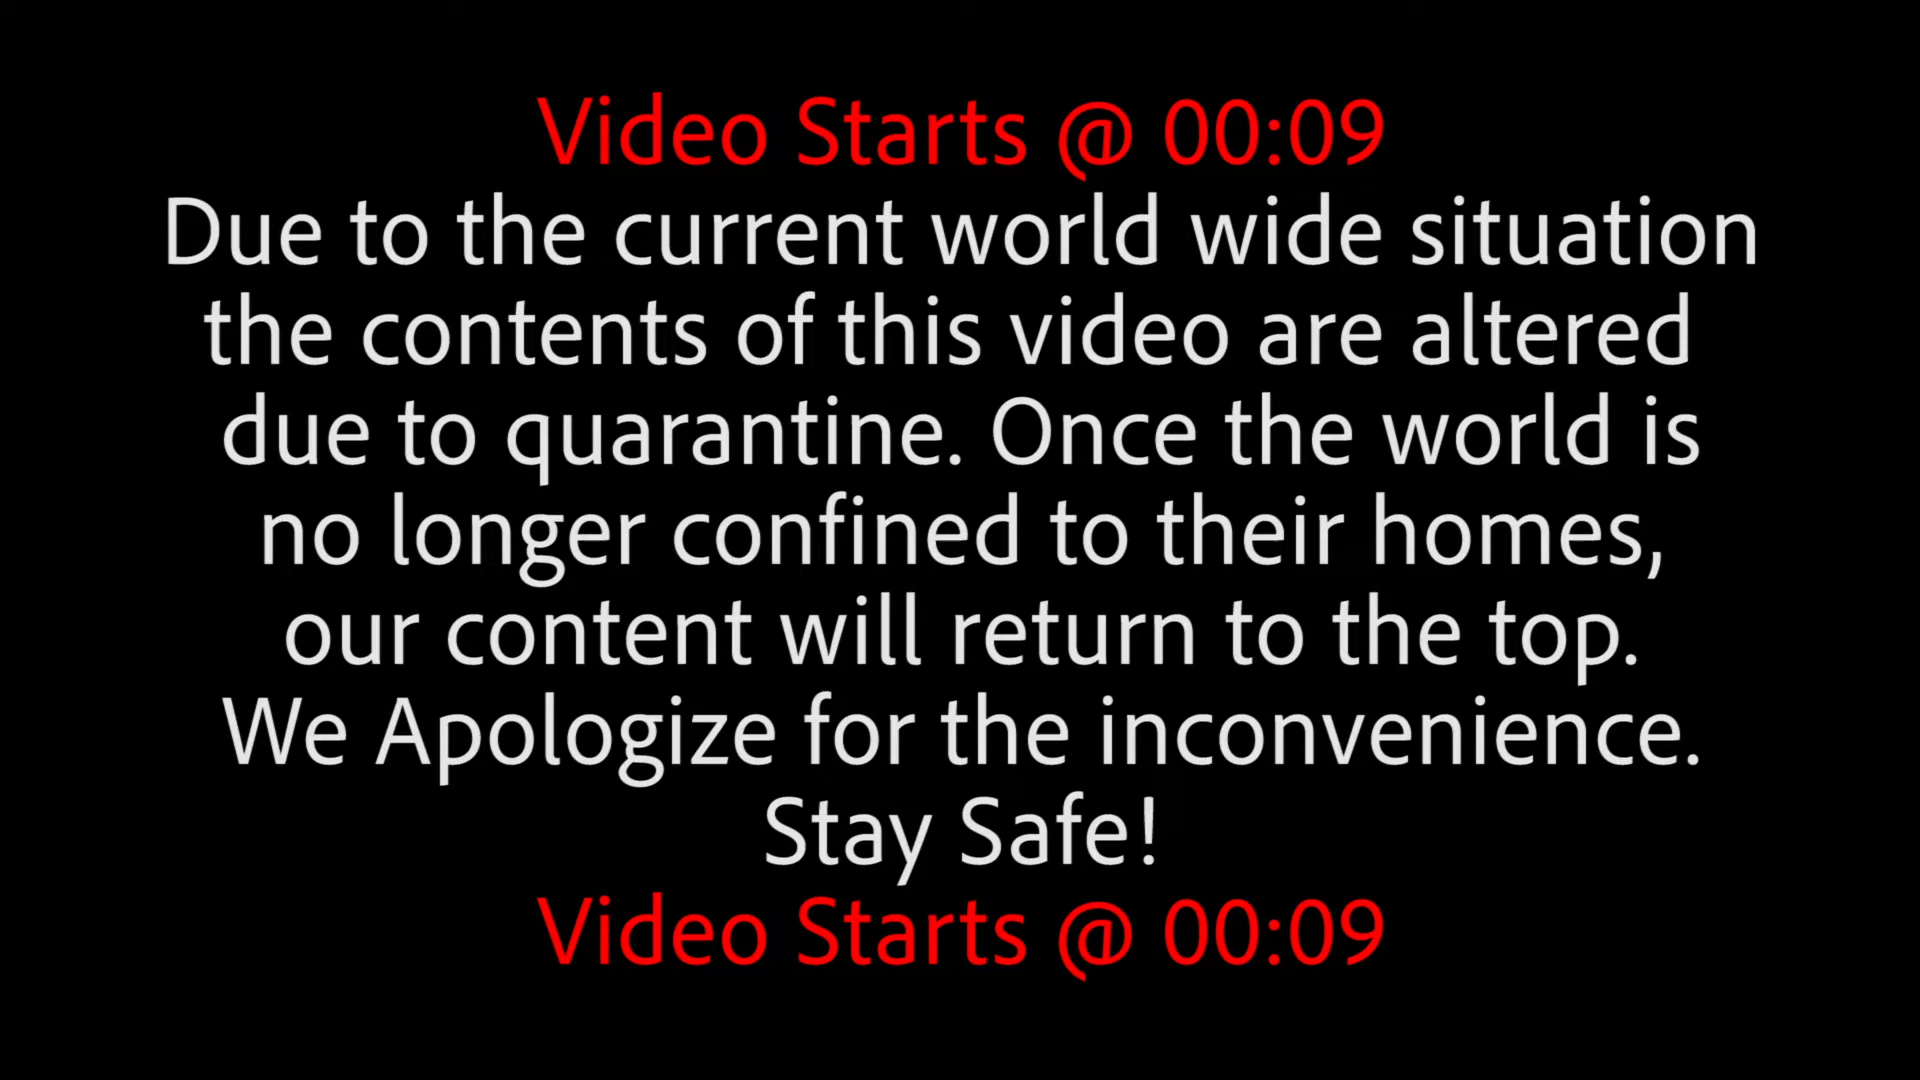 Video Starts @ 00:09
Due to the current world wide situation
the contents of this video are altered
due to quarantine. Once the world is
no longer confined to their homes,
our content will return to the top.
We Apologize for the inconvenience.
Stay Safe!
Video Starts @ 00:09